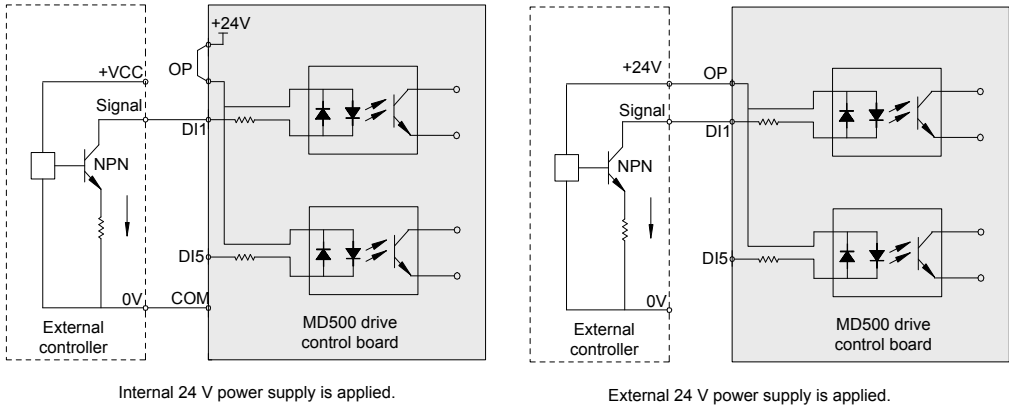 +24V
OP
+VCC
Signal
DI1
NPN
DI5
0V
COM
External
controller
MD500 drive
control board
Internal 24 V power supply is applied.
+24V
OP
Signal
DI1
NPN
DI5
0V
External
controller
MD500 drive
control board
External 24 V power supply is applied.